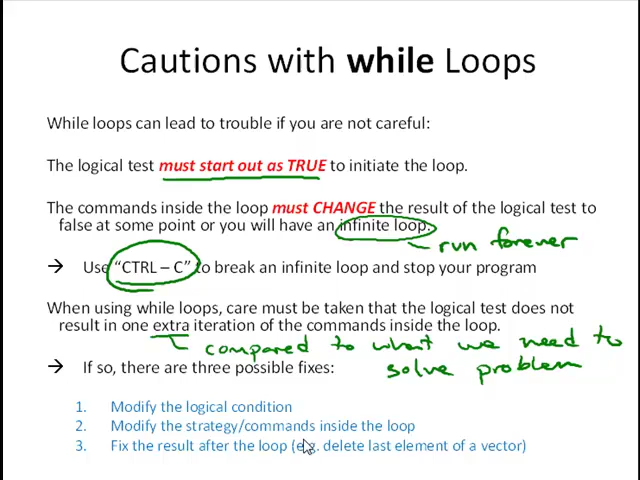 Cautions with while Loops
While loops can lead to trouble if you are not careful:
The logical test must start out as TRUE to initiate the loop.
The commands inside the loop must CHANGE the result of the logical test to
false at some point or you will have an infinite loop.
run forever
→ Use “CTRL – C” to break an infinite loop and stop your program
When using while loops, care must be taken that the logical test does not
result in one extra iteration of the commands inside the loop.
compared to what we need to
solve problem
→ If so, there are three possible fixes:
1. Modify the logical condition
2. Modify the strategy/commands inside the loop
3. Fix the result after the loop (e.g. delete last element of a vector)